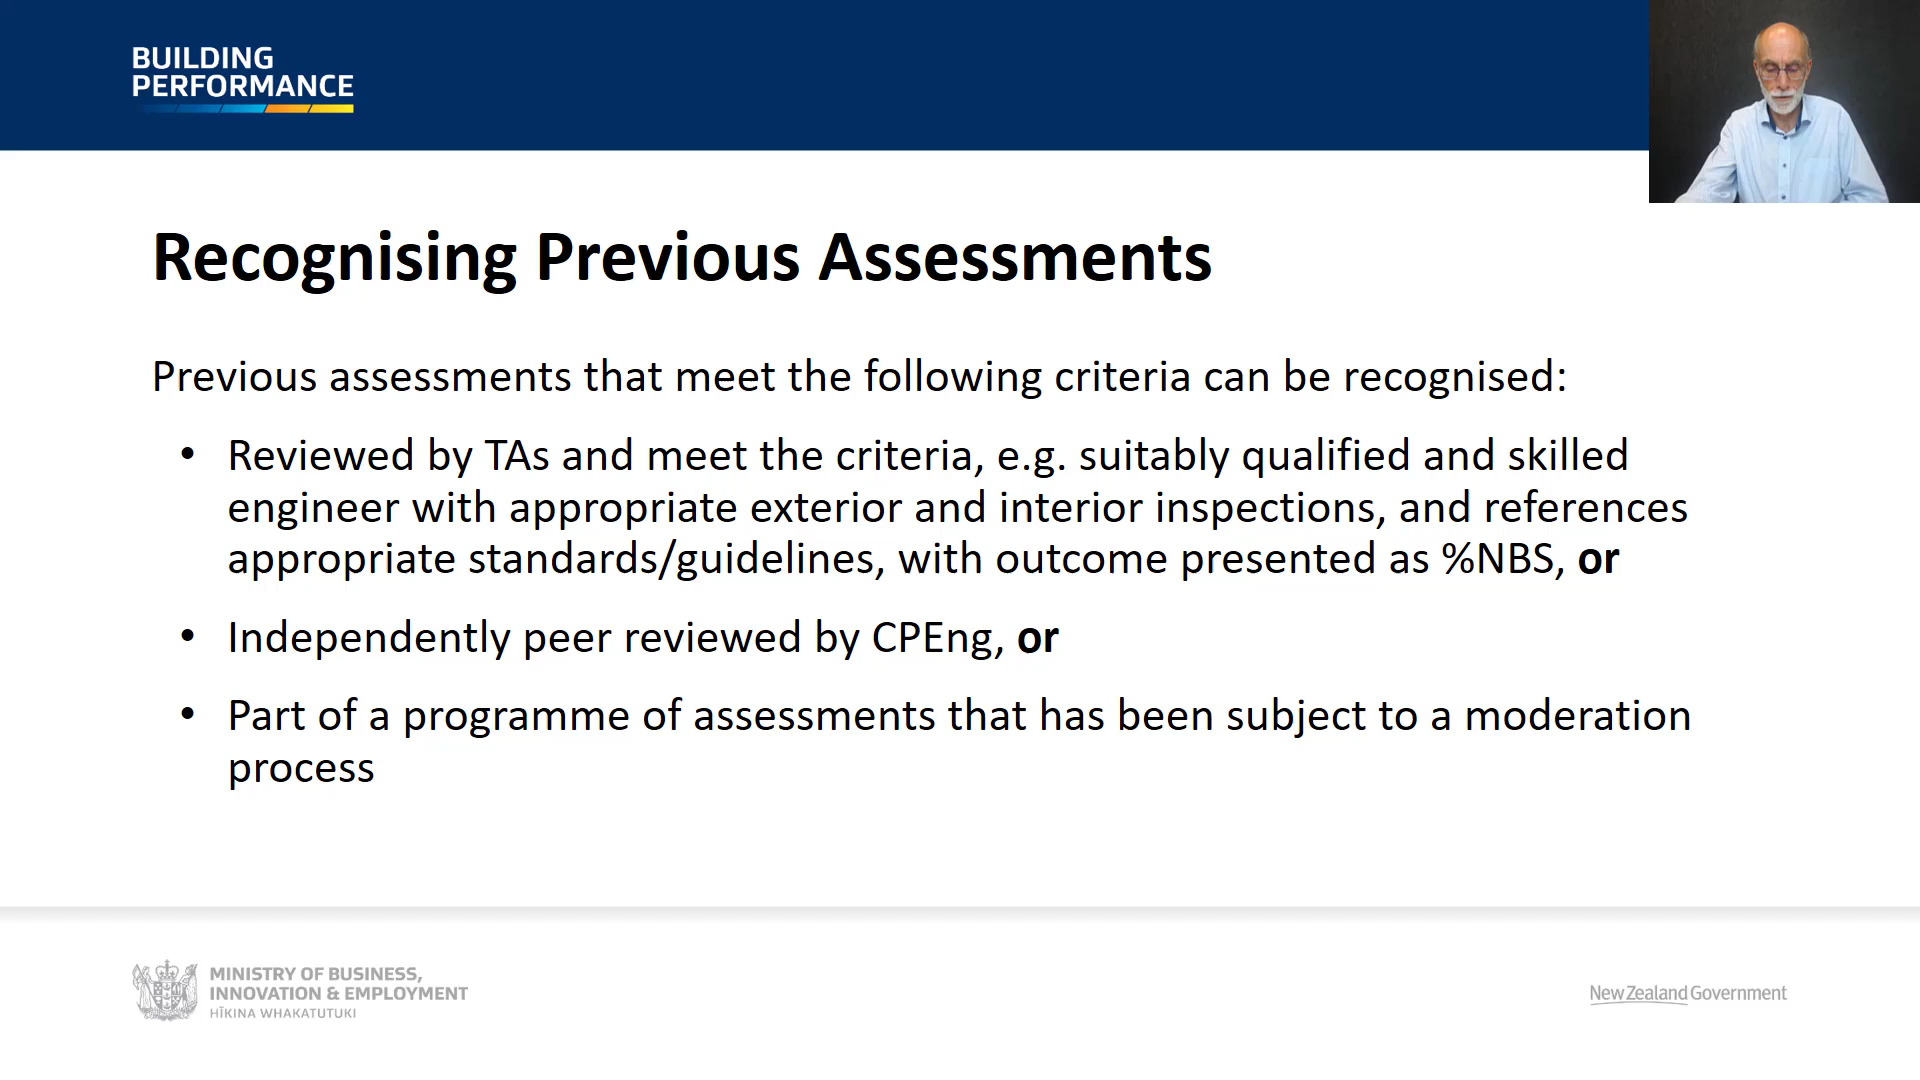 BUILDING
PERFORMANCE
Recognising Previous Assessments
Previous assessments that meet the following criteria can be recognised:
• Reviewed by TAs and meet the criteria, e.g. suitably qualified and skilled
engineer with appropriate exterior and interior inspections, and references
appropriate standards/guidelines, with outcome presented as %NBS, or
• Independently peer reviewed by CPEng, or
• Part of a programme of assessments that has been subject to a moderation
process
MINISTRY OF BUSINESS,
INNOVATION & EMPLOYMENT
HĪKINA WHAKATUTUKI
New Zealand Government